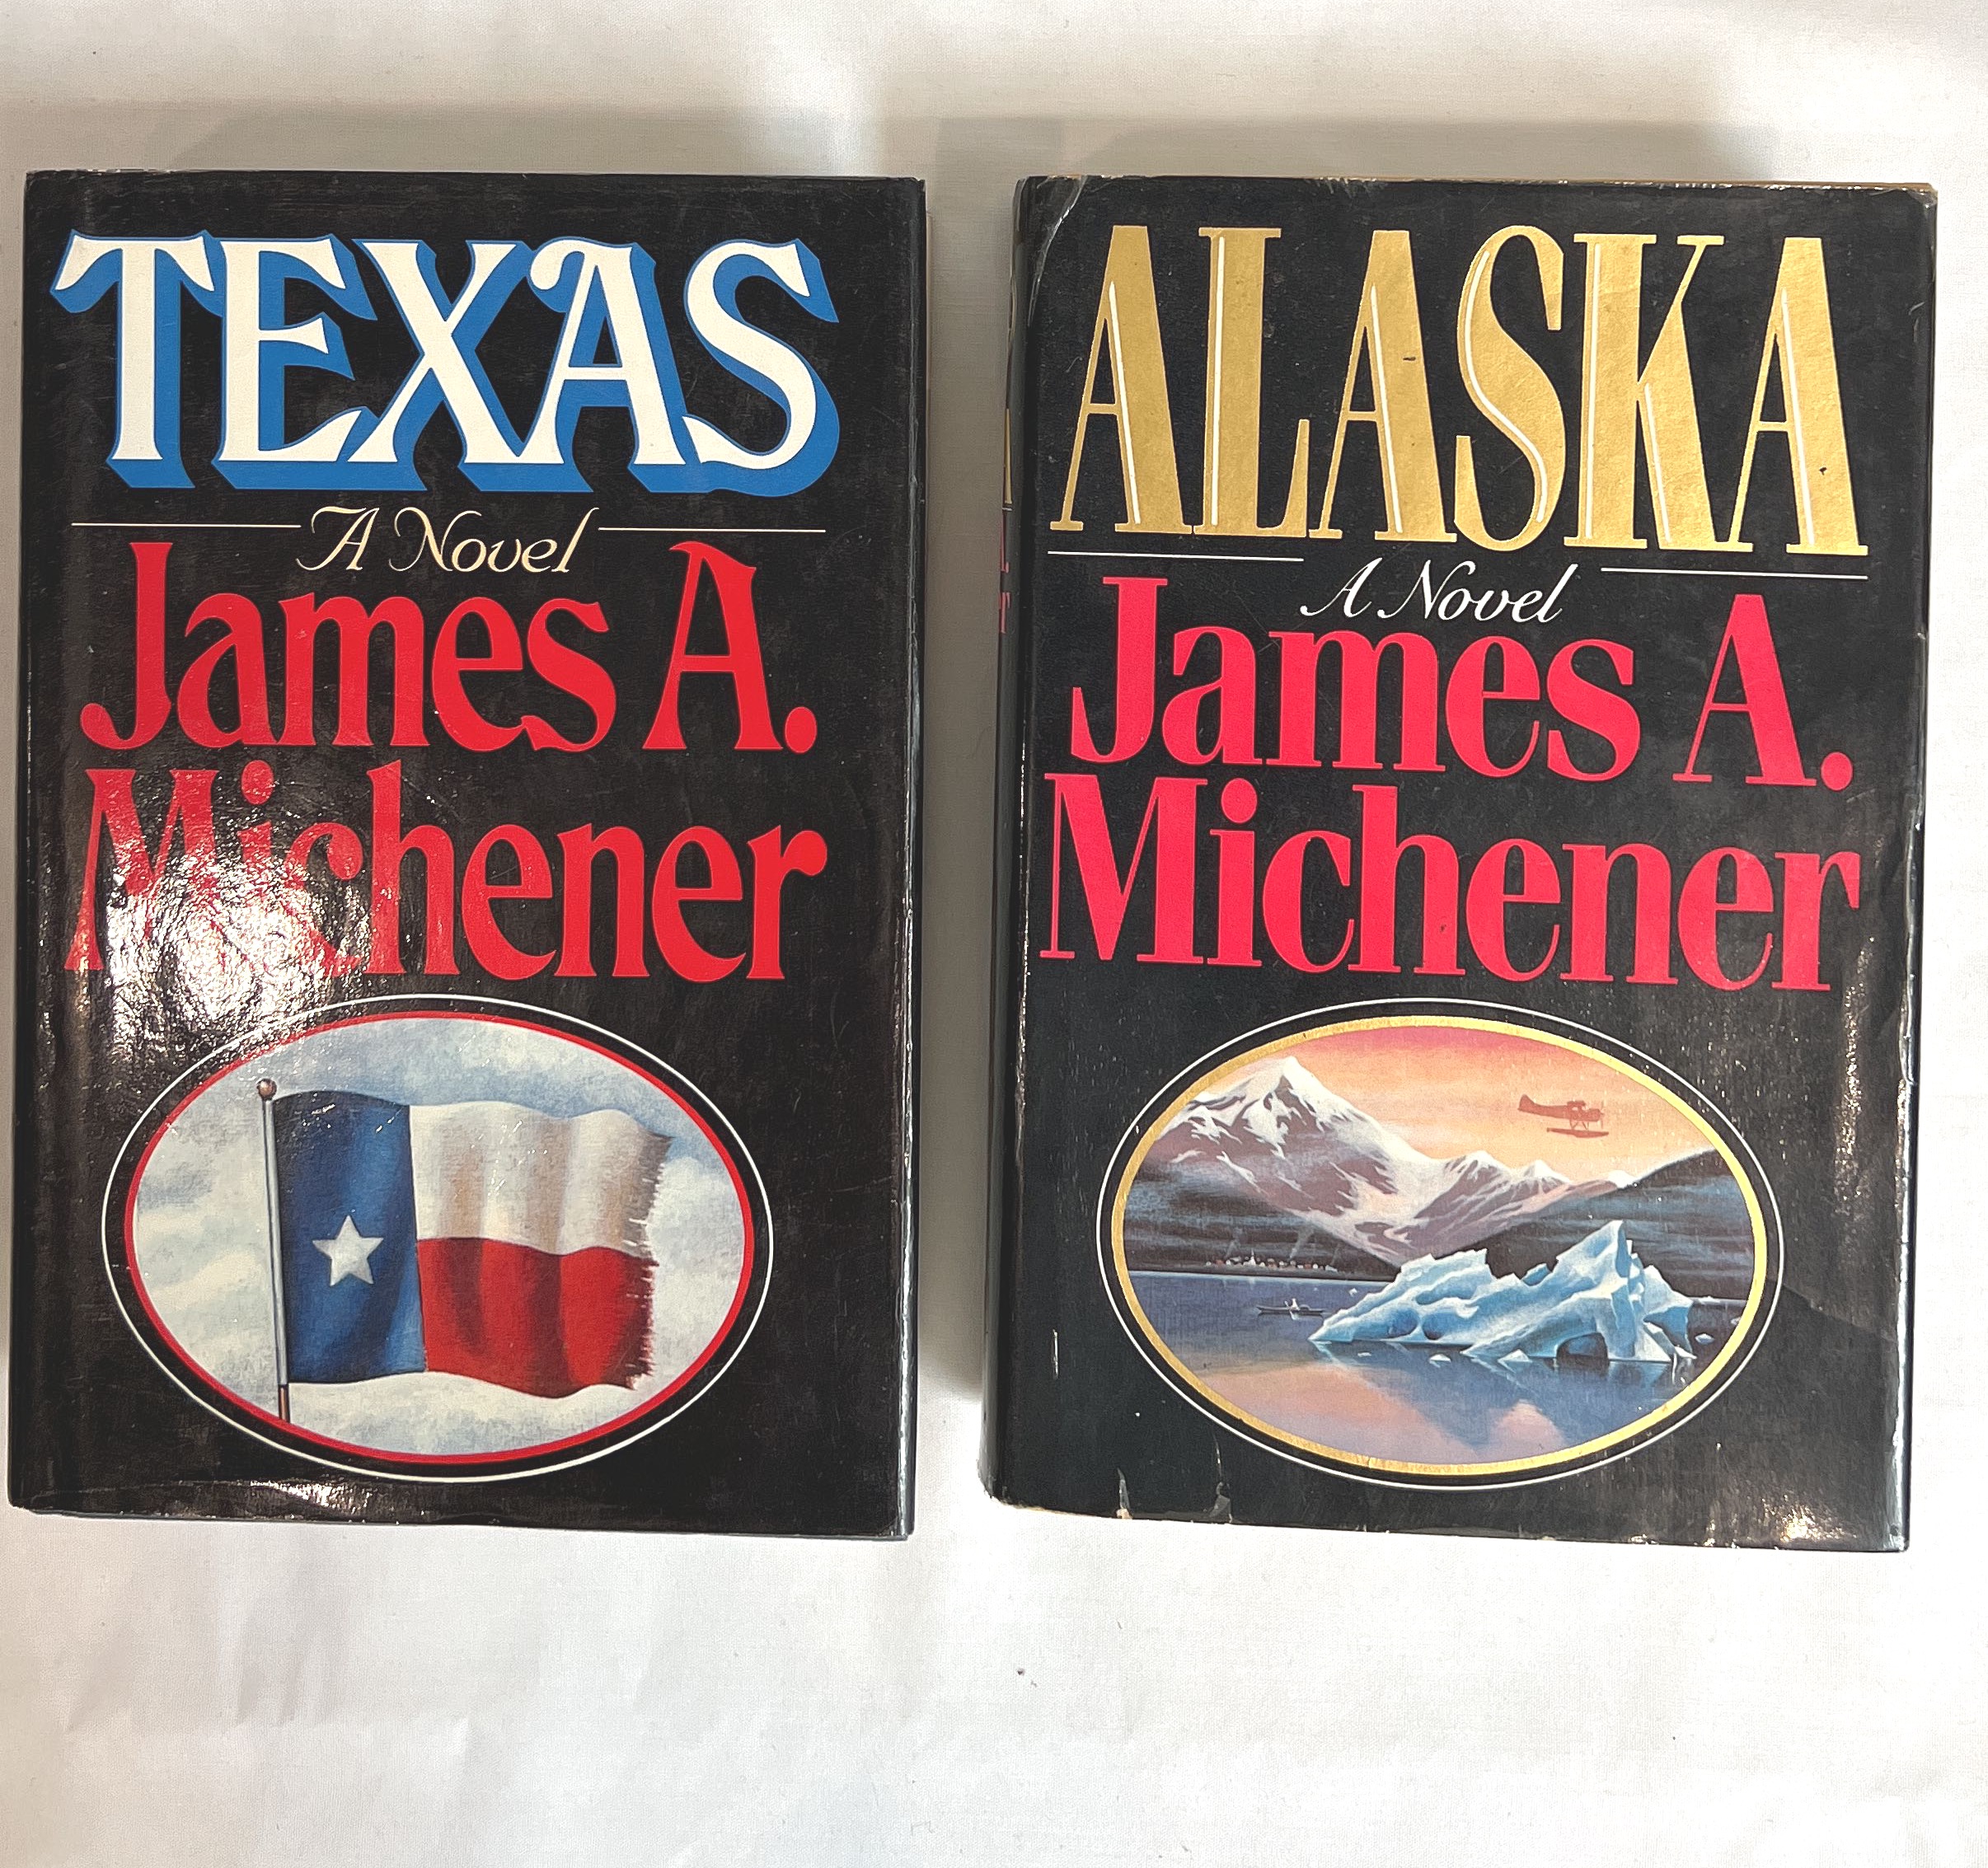 TEXAS
A Novel
James A.
Michener
ALASKA
A Novel
James A.
Michener